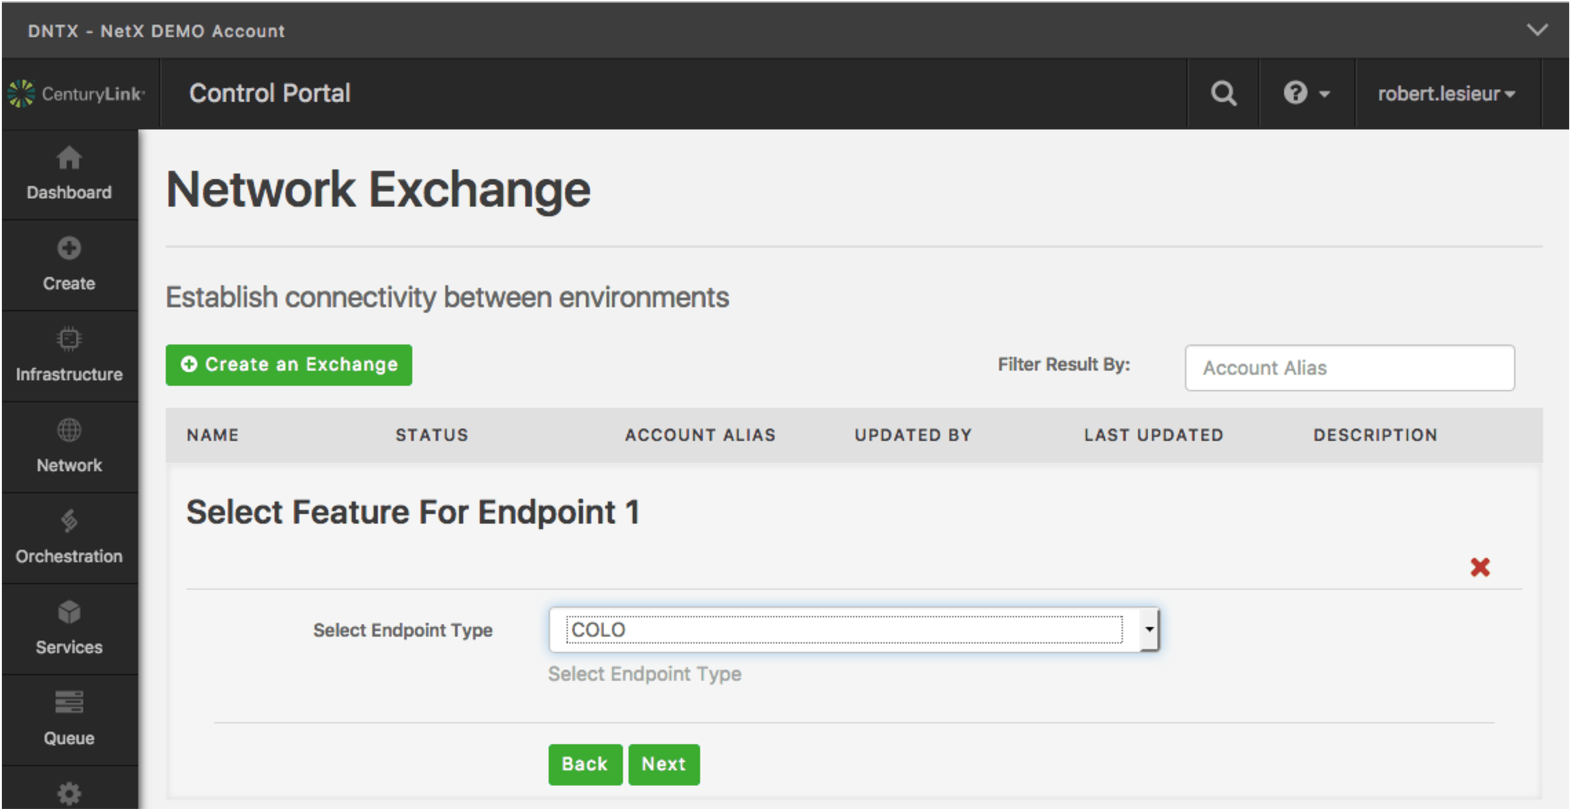 DNTX - NetX DEMO Account
CenturyLink
Control Portal
robert.lesieur
Dashboard
Create
Infrastructure
Network
Orchestration
Services
Queue
Network Exchange
Establish connectivity between environments
Create an Exchange
Filter Result By:
Account Alias
NAME STATUS ACCOUNT ALIAS UPDATED BY LAST UPDATED DESCRIPTION
Select Feature For Endpoint 1
Select Endpoint Type
COLO
Select Endpoint Type
Back
Next